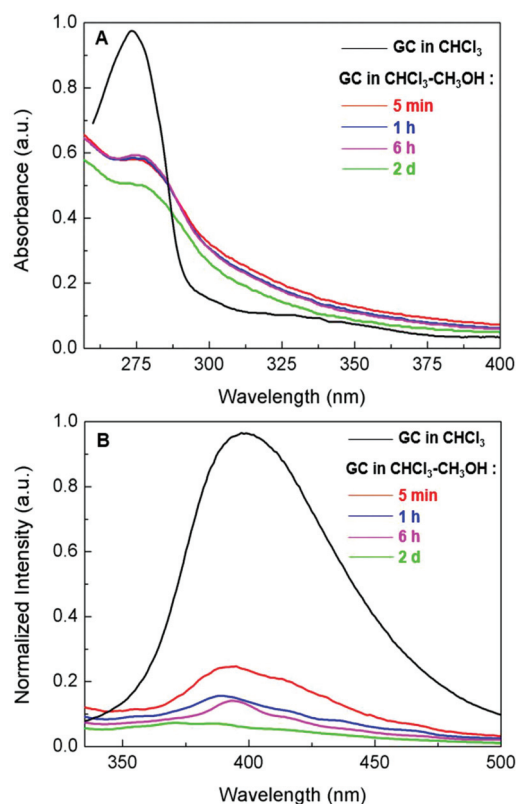 A
GC in CHCl₃
GC in CHCl₃-CH₃OH :
5 min
1 h
6 h
2 d
1.0
0.8
0.6
0.4
0.2
0.0
Absorbance (a.u.)
275 300 325 350 375 400
Wavelength (nm)
B
GC in CHCl₃
GC in CHCl₃-CH₃OH :
5 min
1 h
6 h
2 d
1.0
0.8
0.6
0.4
0.2
0.0
Normalized Intensity (a.u.)
350 400 450 500
Wavelength (nm)